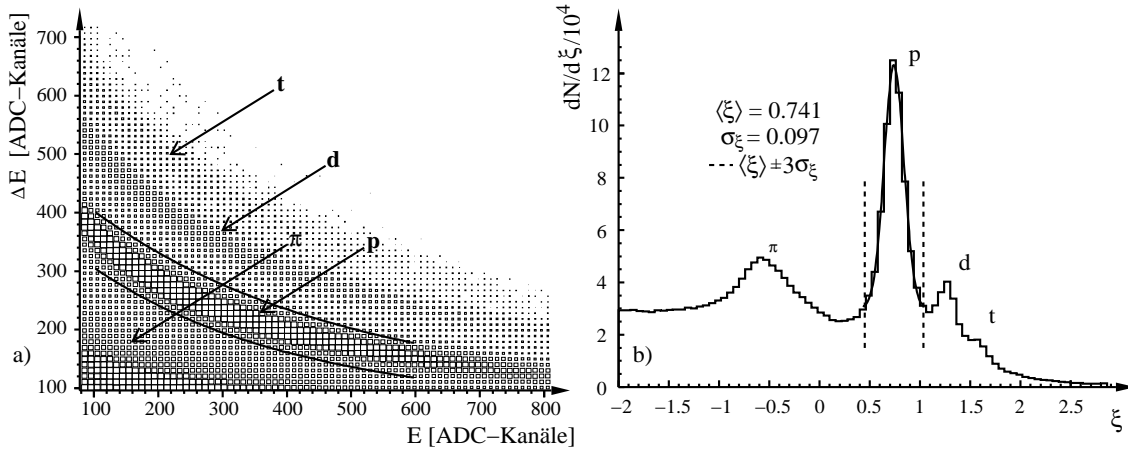 700
600
500
400
300
200
100
ΔE [ADC−Kanäle]
t
d
π
p
a)
100 200 300 400 500 600 700 800
E [ADC−Kanäle]
dN/dξ/10⁴
12
10
8
6
4
2
0
p
⟨ξ⟩ = 0.741
σξ = 0.097
⟨ξ⟩ ±3σξ
π
d
t
b)
−2 −1.5 −1 −0.5 0 0.5 1 1.5 2 2.5
ξ